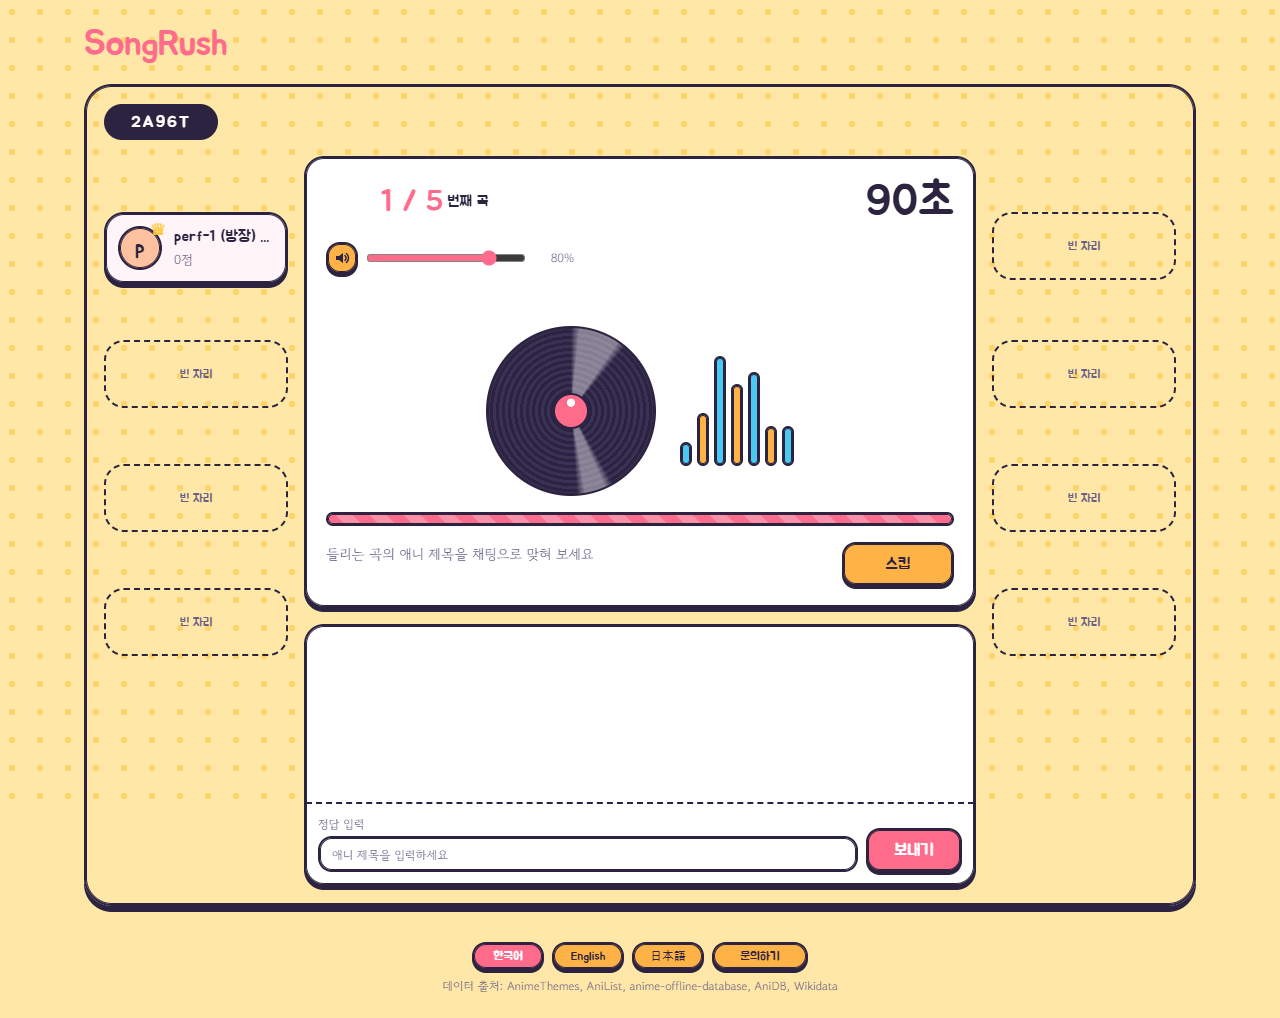 SongRush
2A96T
1 / 5 번째 곡
90초
P
perf-1 (방장) ...
0점
80%
빈 자리
빈 자리
빈 자리
빈 자리
빈 자리
빈 자리
빈 자리
들리는 곡의 애니 제목을 채팅으로 맞혀 보세요
스킵
정답 입력
애니 제목을 입력하세요
보내기
한국어
English
日本語
문의하기
데이터 출처: AnimeThemes, AniList, anime-offline-database, AniDB, Wikidata